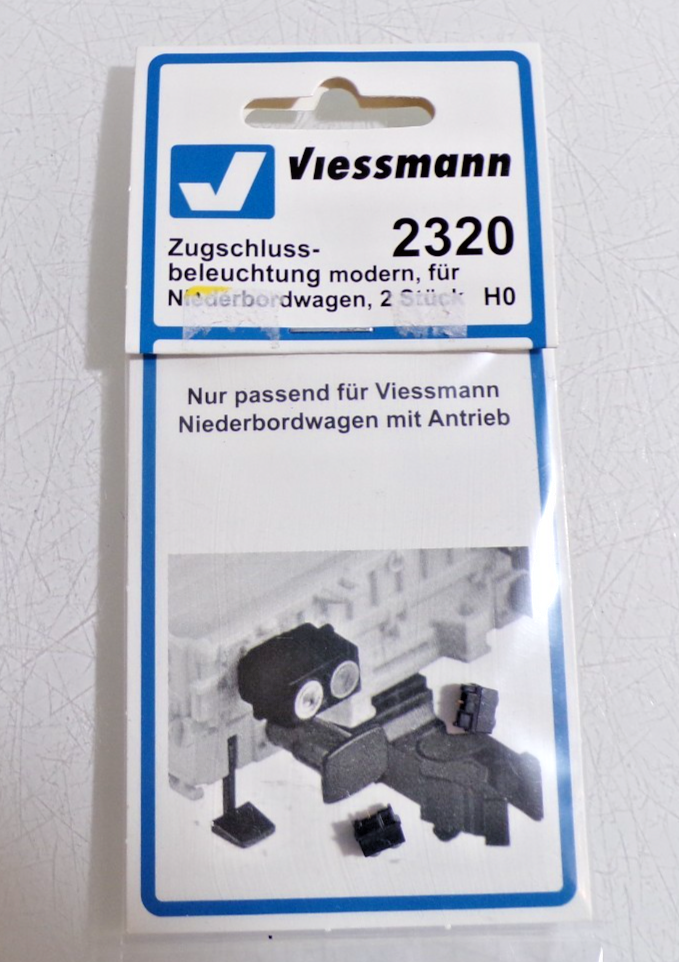 Viessmann
2320
Zugschluss-
beleuchtung modern, für
Niederbordwagen, 2 Stück H0
Nur passend für Viessmann
Niederbordwagen mit Antrieb